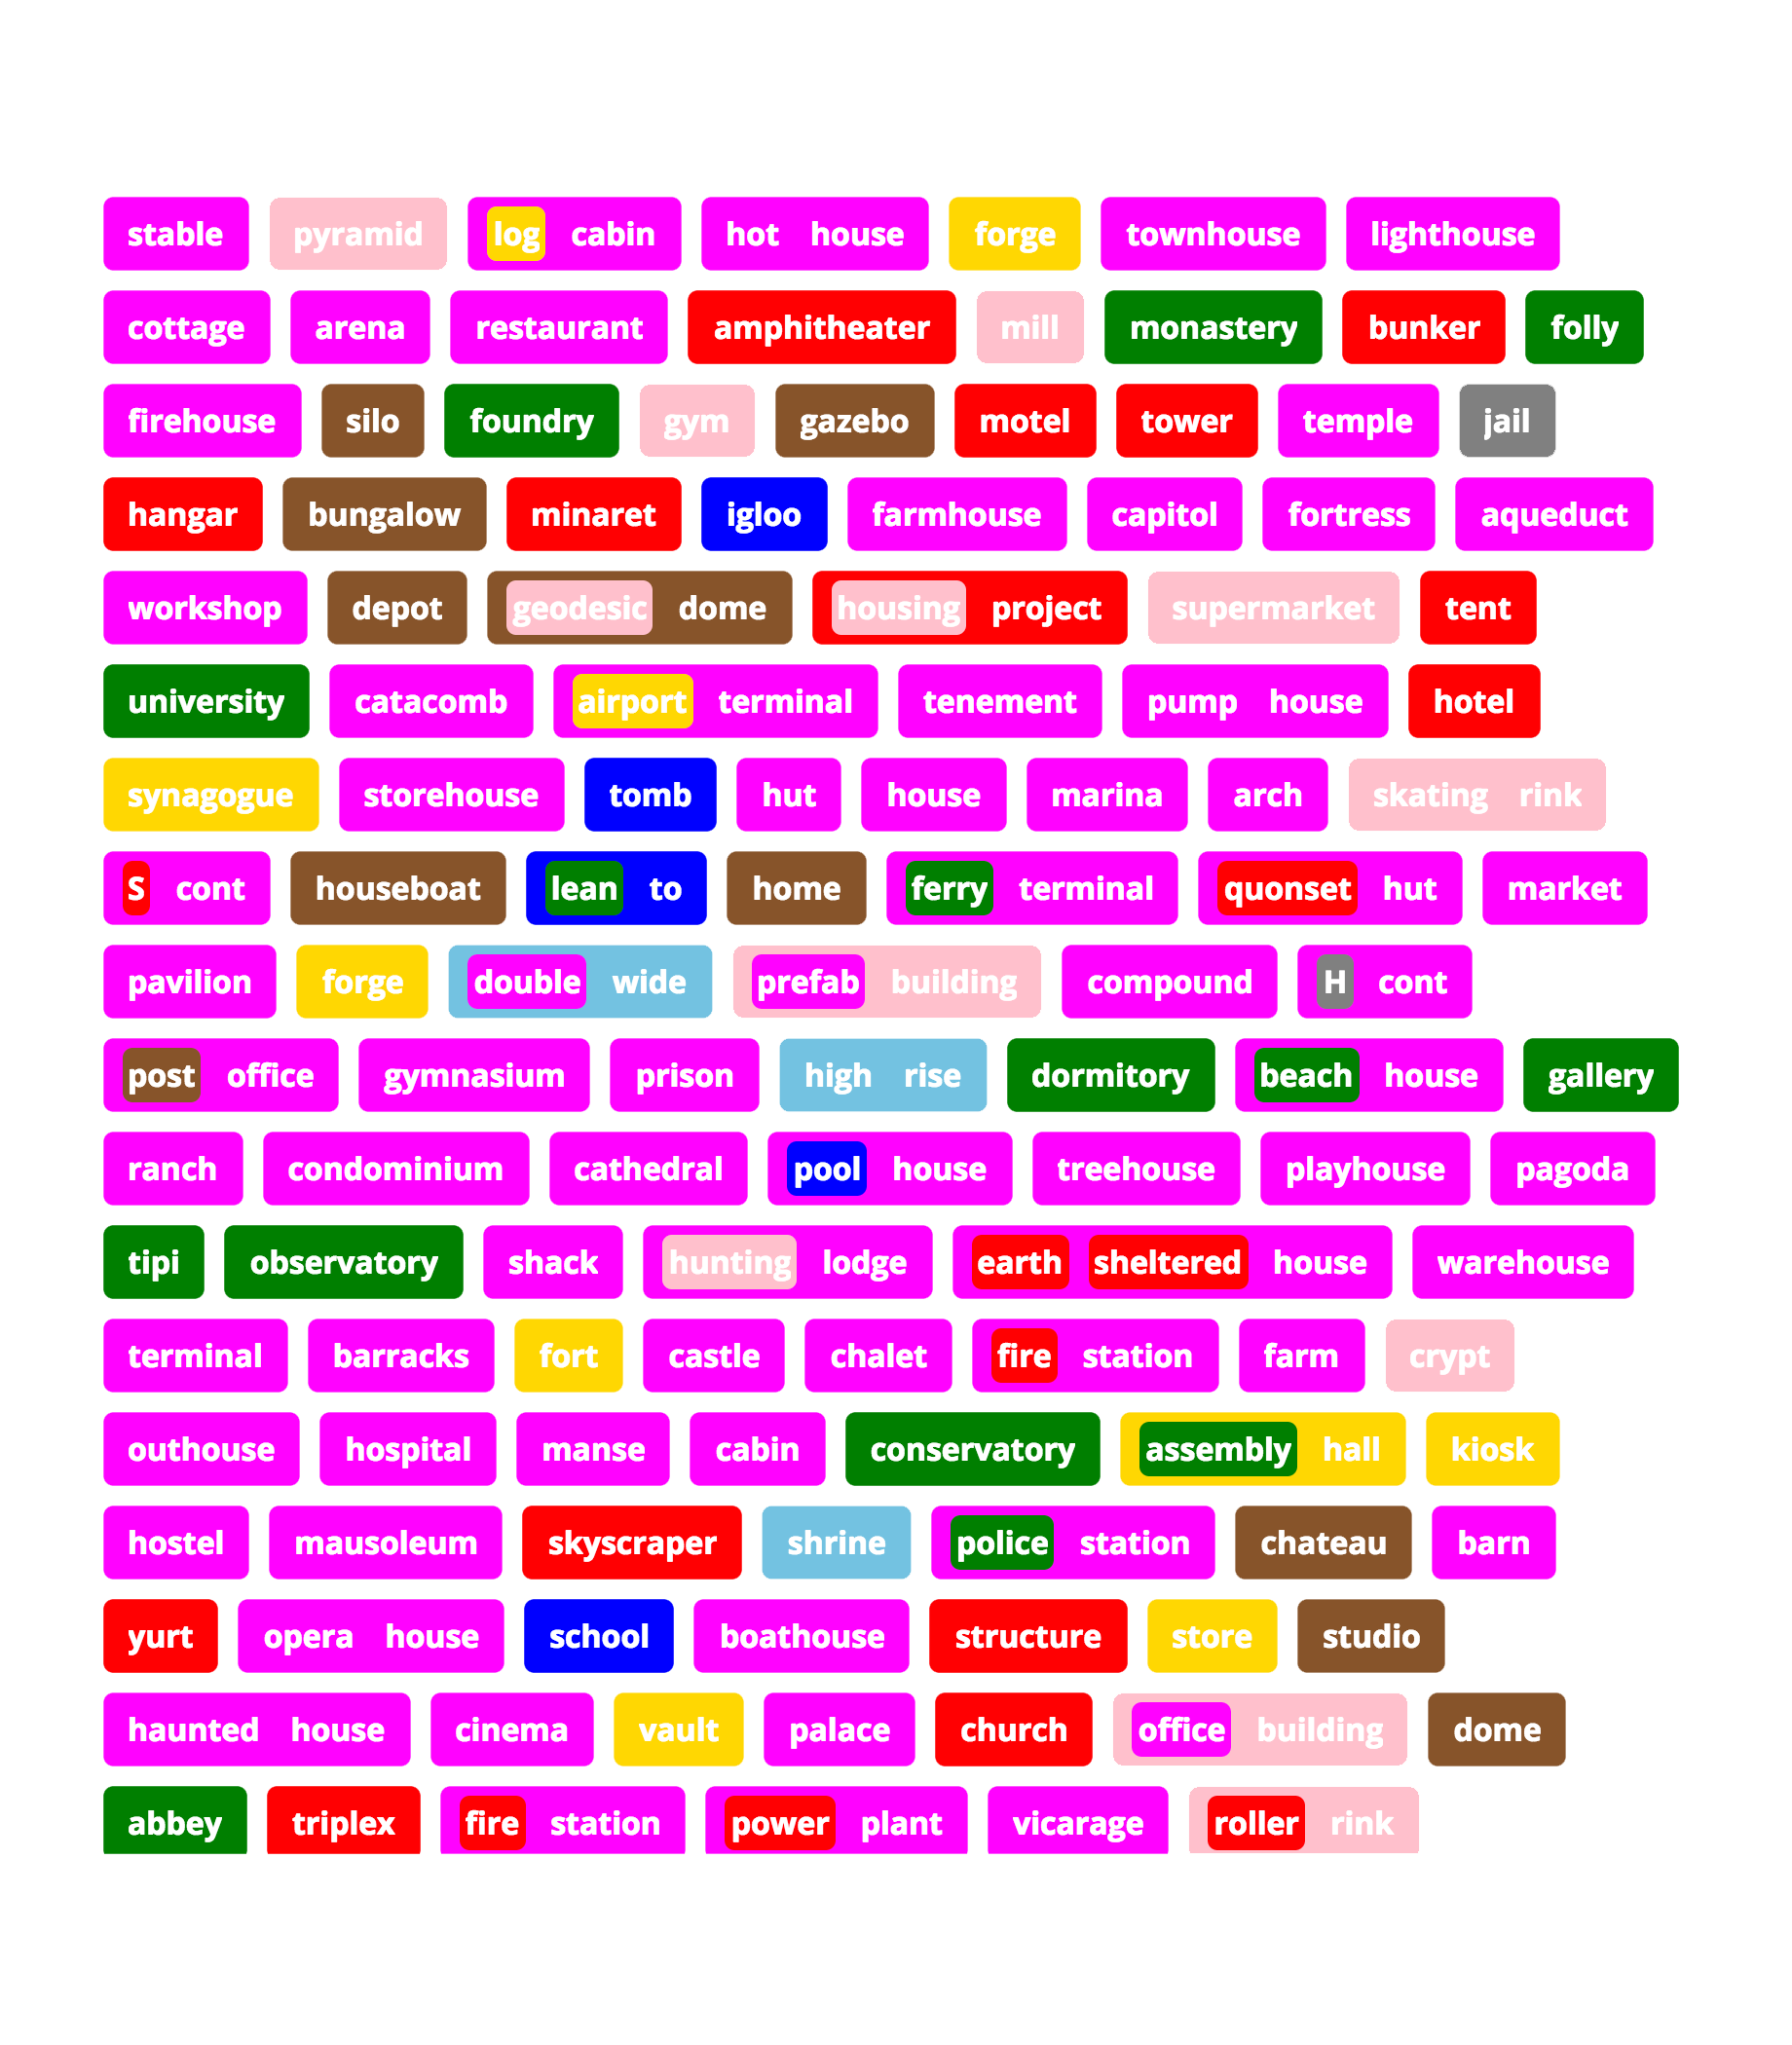 stable pyramid log cabin hot house forge townhouse lighthouse
cottage arena restaurant amphitheater mill monastery bunker folly
firehouse silo foundry gym gazebo motel tower temple jail
hangar bungalow minaret igloo farmhouse capitol fortress aqueduct
workshop depot geodesic dome housing project supermarket tent
university catacomb airport terminal tenement pump house hotel
synagogue storehouse tomb hut house marina arch skating rink
S cont houseboat lean to home ferry terminal quonset hut market
pavilion forge double wide prefab building compound H cont
post office gymnasium prison high rise dormitory beach house gallery
ranch condominium cathedral pool house treehouse playhouse pagoda
tipi observatory shack hunting lodge earth sheltered house warehouse
terminal barracks fort castle chalet fire station farm crypt
outhouse hospital manse cabin conservatory assembly hall kiosk
hostel mausoleum skyscraper shrine police station chateau barn
yurt opera house school boathouse structure store studio
haunted house cinema vault palace church office building dome
abbey triplex fire station power plant vicarage roller rink